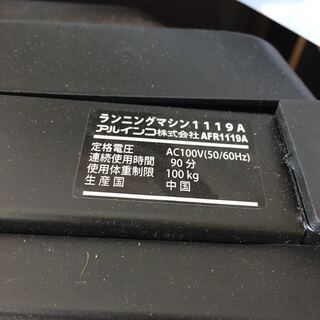 ランニングマシン1119A
アルインコ株式会社 AFR1119A
定格電圧 AC100V(50/60Hz)
連続使用時間 90分
使用体重制限 100kg
生産国 中国